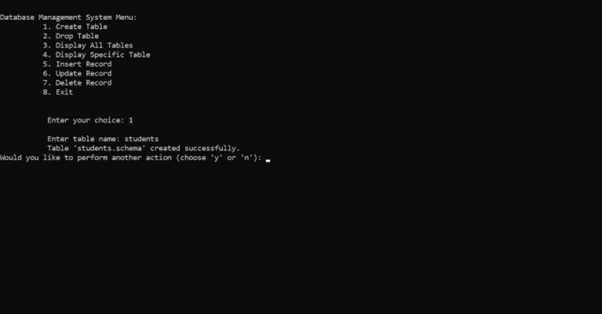 Database Management System Menu:
1. Create Table
2. Drop Table
3. Display All Tables
4. Display Specific Table
5. Insert Record
6. Update Record
7. Delete Record
8. Exit
Enter your choice: 1
Enter table name: students
Table 'students.schema' created successfully.
Would you like to perform another action (choose 'y' or 'n'):